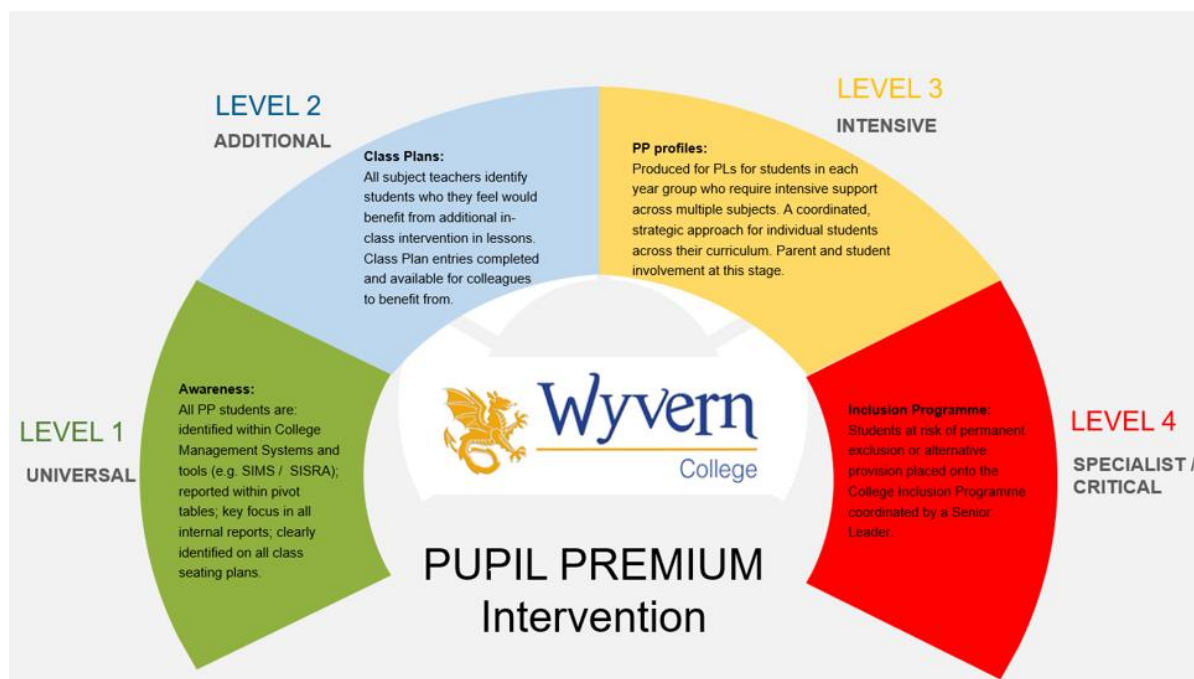 LEVEL 1
UNIVERSAL
Awareness:
All PP students are:
identified within College
Management Systems and
tools (e.g. SIMS / SISRA);
reported within pivot
tables; key focus in all
internal reports; clearly
identified on all class
seating plans.
LEVEL 2
ADDITIONAL
Class Plans:
All subject teachers identify
students who they feel would
benefit from additional in-
class intervention in lessons.
Class Plan entries completed
and available for colleagues
to benefit from.
LEVEL 3
INTENSIVE
PP profiles:
Produced for PLs for students in each
year group who require intensive support
across multiple subjects. A coordinated,
strategic approach for individual students
across their curriculum. Parent and student
involvement at this stage.
LEVEL 4
SPECIALIST /
CRITICAL
Inclusion Programme:
Students at risk of permanent
exclusion or alternative
provision placed onto the
College Inclusion Programme
coordinated by a Senior
Leader.
Wyvern
College
PUPIL PREMIUM
Intervention